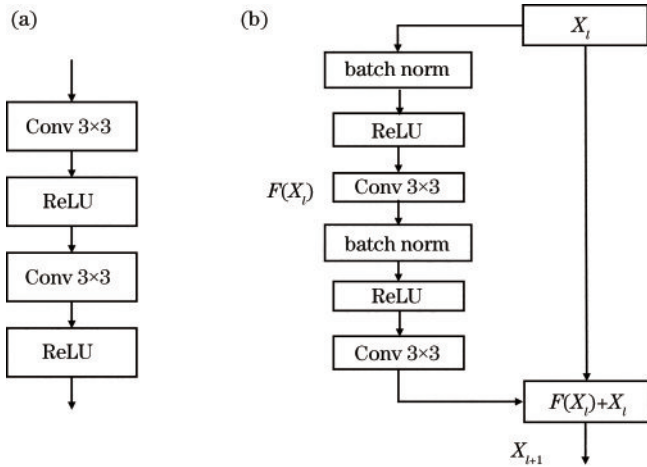 (a)
Conv 3×3
ReLU
Conv 3×3
ReLU
(b)
X_l
batch norm
ReLU
F(X_l)
Conv 3×3
batch norm
ReLU
Conv 3×3
F(X_l)+X_l
X_{l+1}